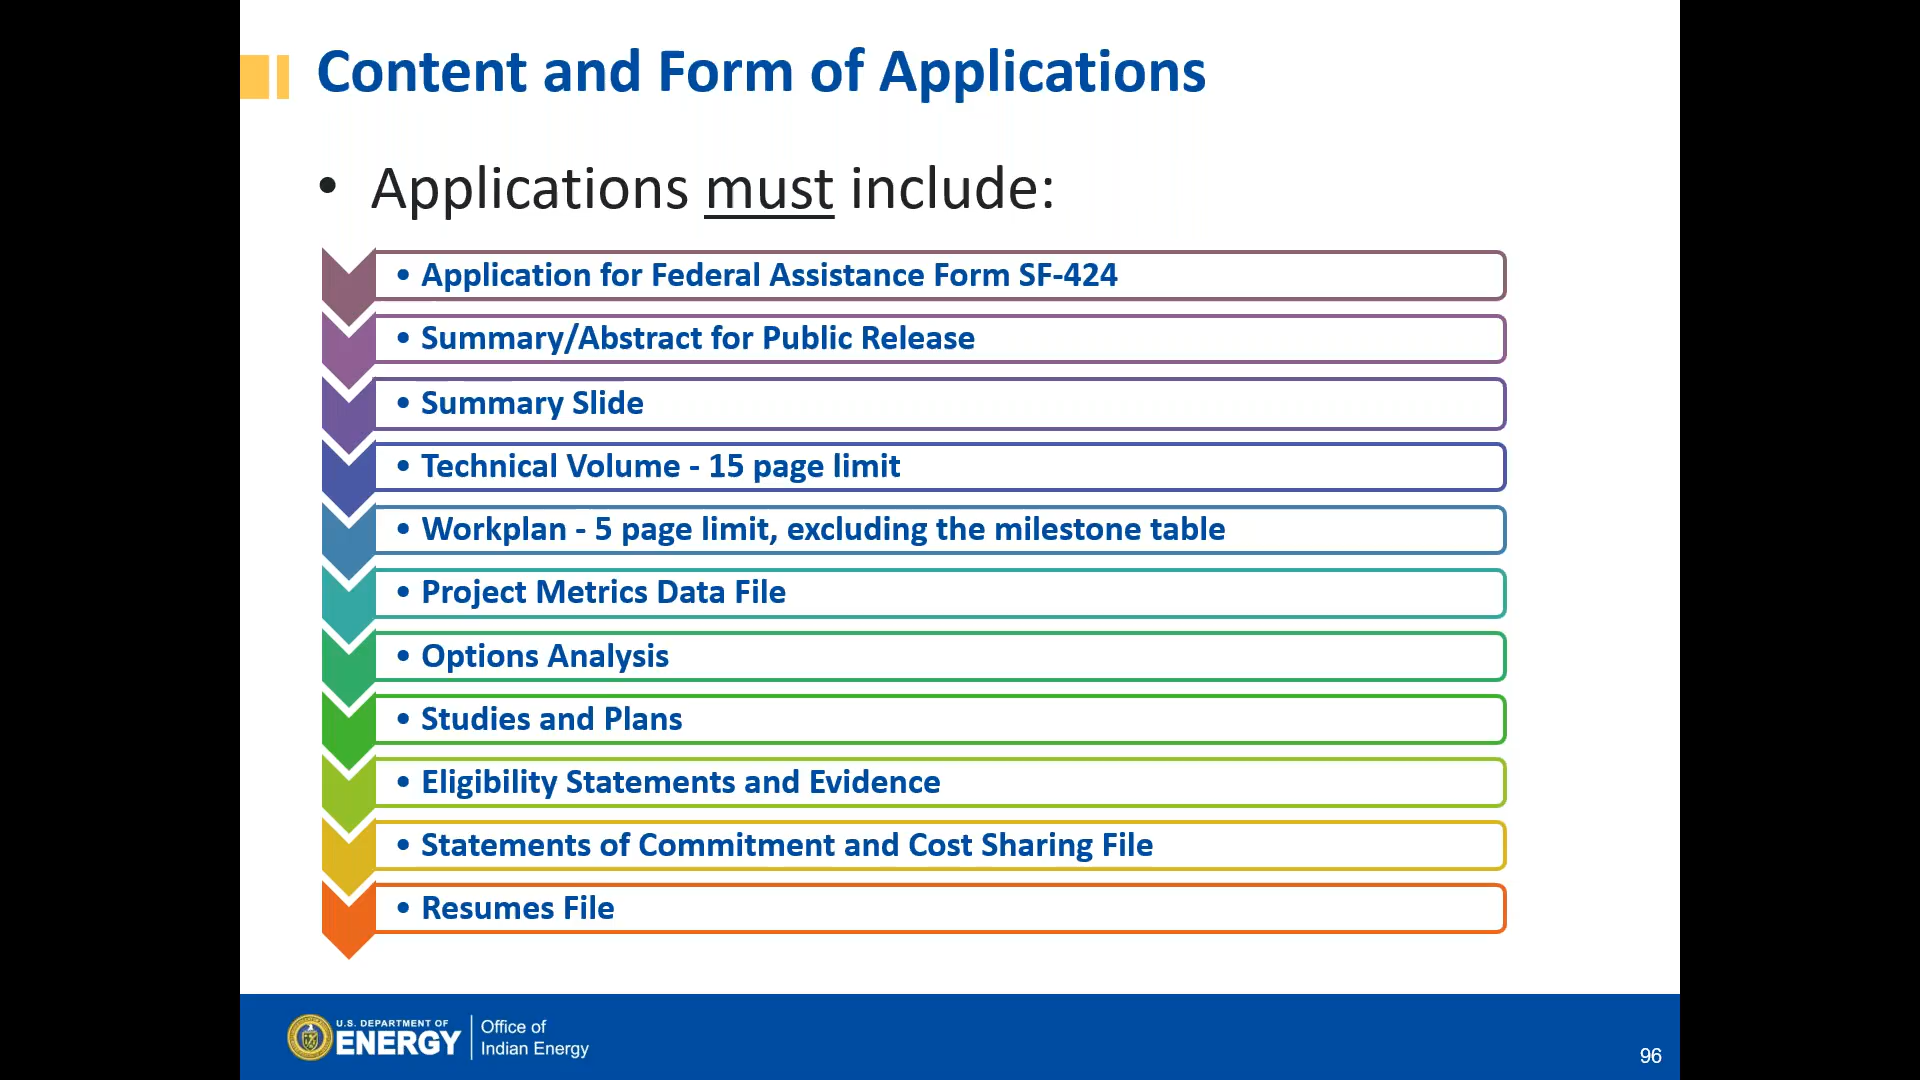 Content and Form of Applications
• Applications must include:
• Application for Federal Assistance Form SF-424
• Summary/Abstract for Public Release
• Summary Slide
• Technical Volume - 15 page limit
• Workplan - 5 page limit, excluding the milestone table
• Project Metrics Data File
• Options Analysis
• Studies and Plans
• Eligibility Statements and Evidence
• Statements of Commitment and Cost Sharing File
• Resumes File
U.S. DEPARTMENT OF
ENERGY
Office of
Indian Energy
96